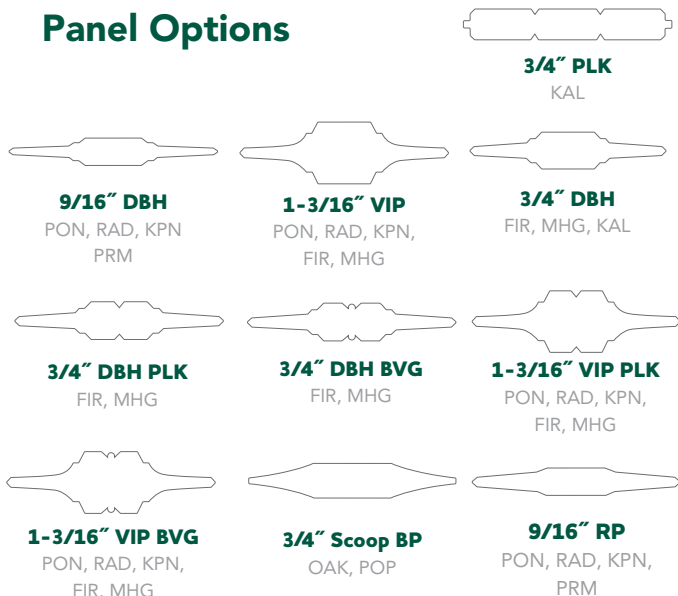 Panel Options
3/4″ PLK
KAL
9/16″ DBH
PON, RAD, KPN
PRM
1-3/16″ VIP
PON, RAD, KPN,
FIR, MHG
3/4″ DBH
FIR, MHG, KAL
3/4″ DBH PLK
FIR, MHG
3/4″ DBH BVG
FIR, MHG
1-3/16″ VIP PLK
PON, RAD, KPN,
FIR, MHG
1-3/16″ VIP BVG
PON, RAD, KPN,
FIR, MHG
3/4″ Scoop BP
OAK, POP
9/16″ RP
PON, RAD, KPN,
PRM